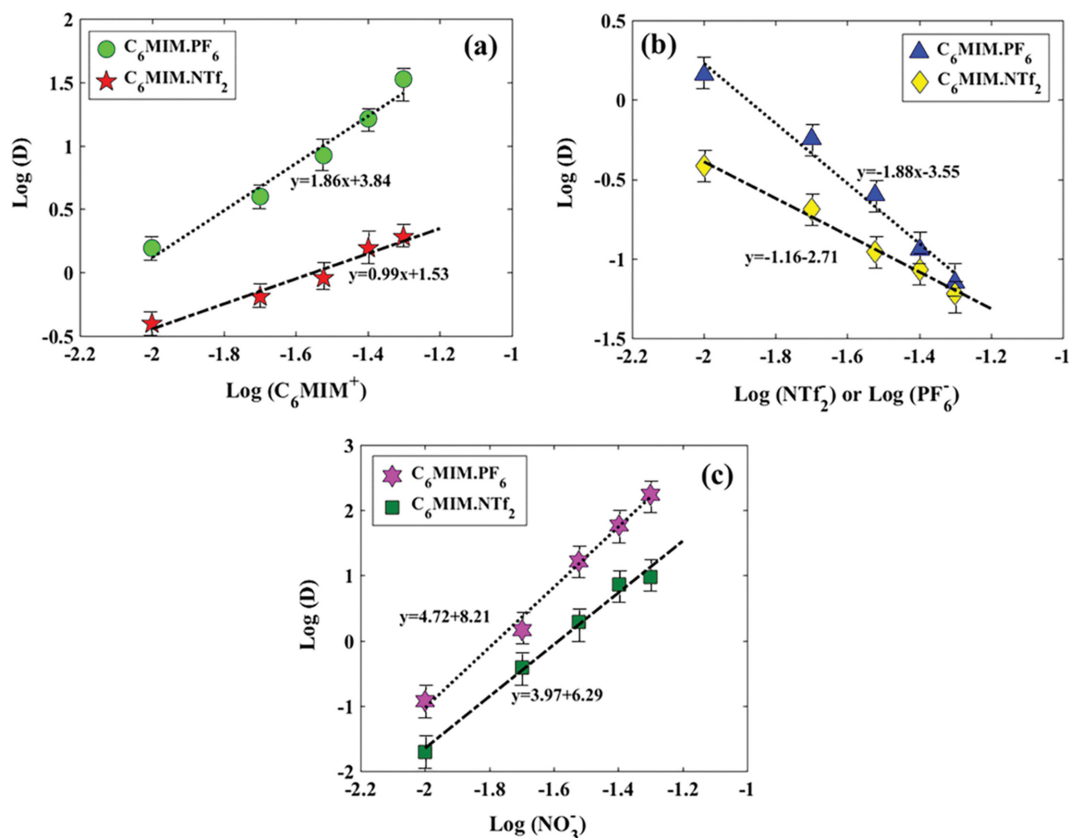 (a)
C6MIM.PF6
C6MIM.NTf2
Log (D)
2
1.5
1
0.5
0
-0.5
y=1.86x+3.84
y=0.99x+1.53
-2.2 -2 -1.8 -1.6 -1.4 -1.2 -1
Log (C6MIM+)
(b)
C6MIM.PF6
C6MIM.NTf2
Log (D)
0
-0.5
-1
-1.5
y=-1.88x-3.55
y=-1.16-2.71
-2.2 -2 -1.8 -1.6 -1.4 -1.2 -1
Log (NTf2-) or Log (PF6-)
(c)
C6MIM.PF6
C6MIM.NTf2
Log (D)
3
2
1
0
-1
-2
y=4.72+8.21
y=3.97+6.29
-2.2 -2 -1.8 -1.6 -1.4 -1.2 -1
Log (NO3-)